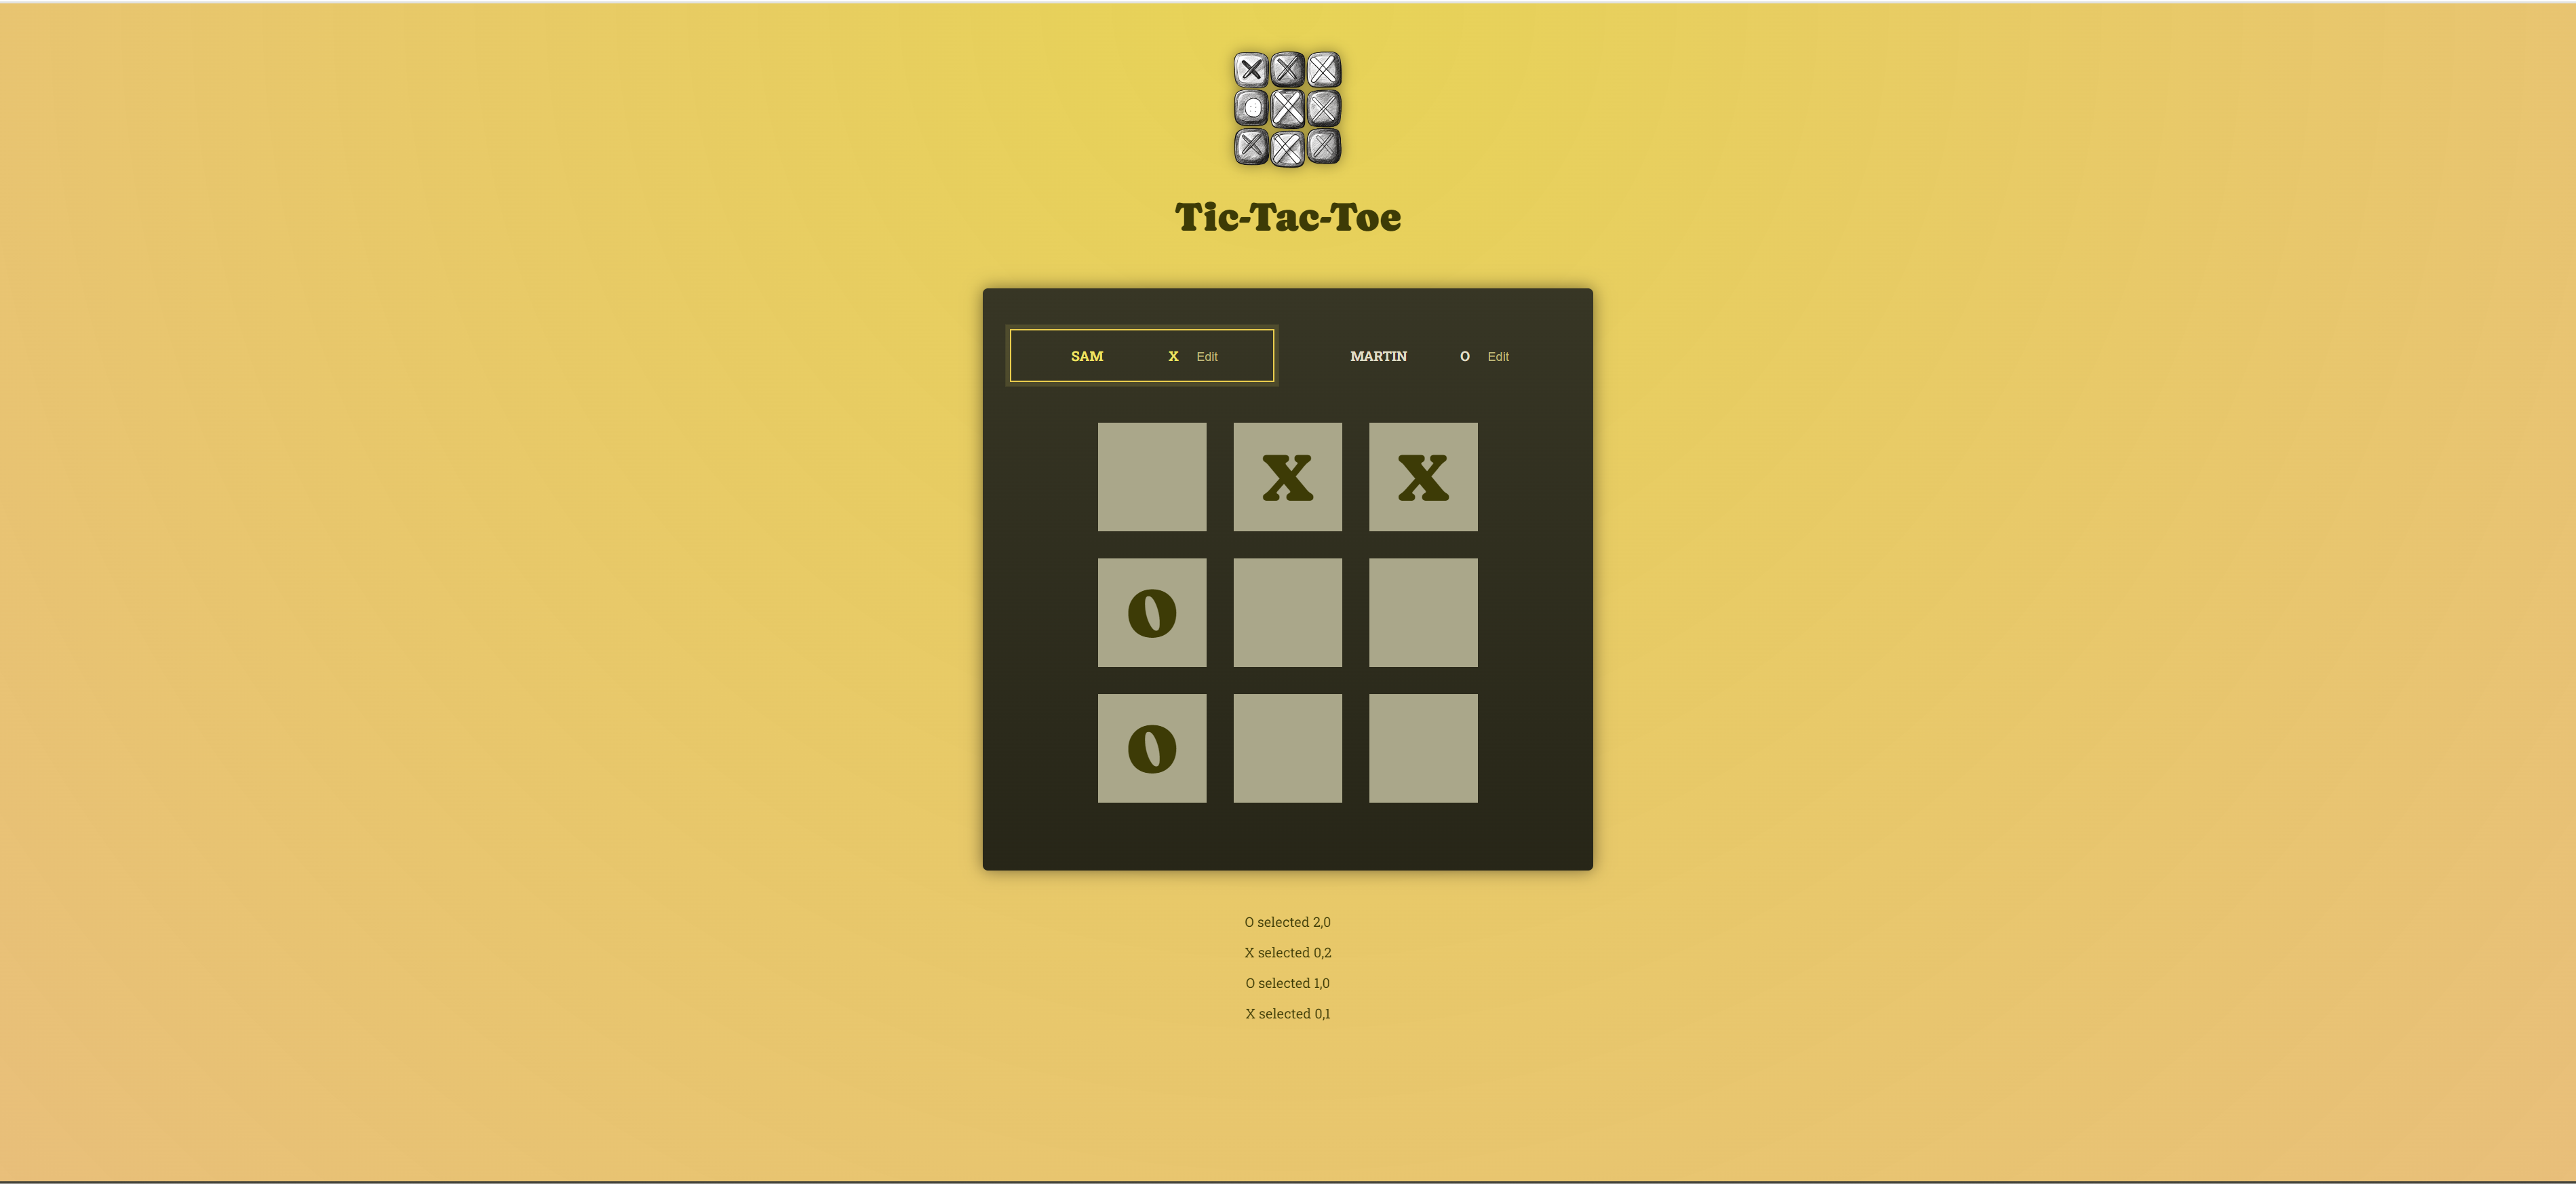 Tic-Tac-Toe
SAM X Edit MARTIN O Edit
X X
O
O
O selected 2,0
X selected 0,2
O selected 1,0
X selected 0,1